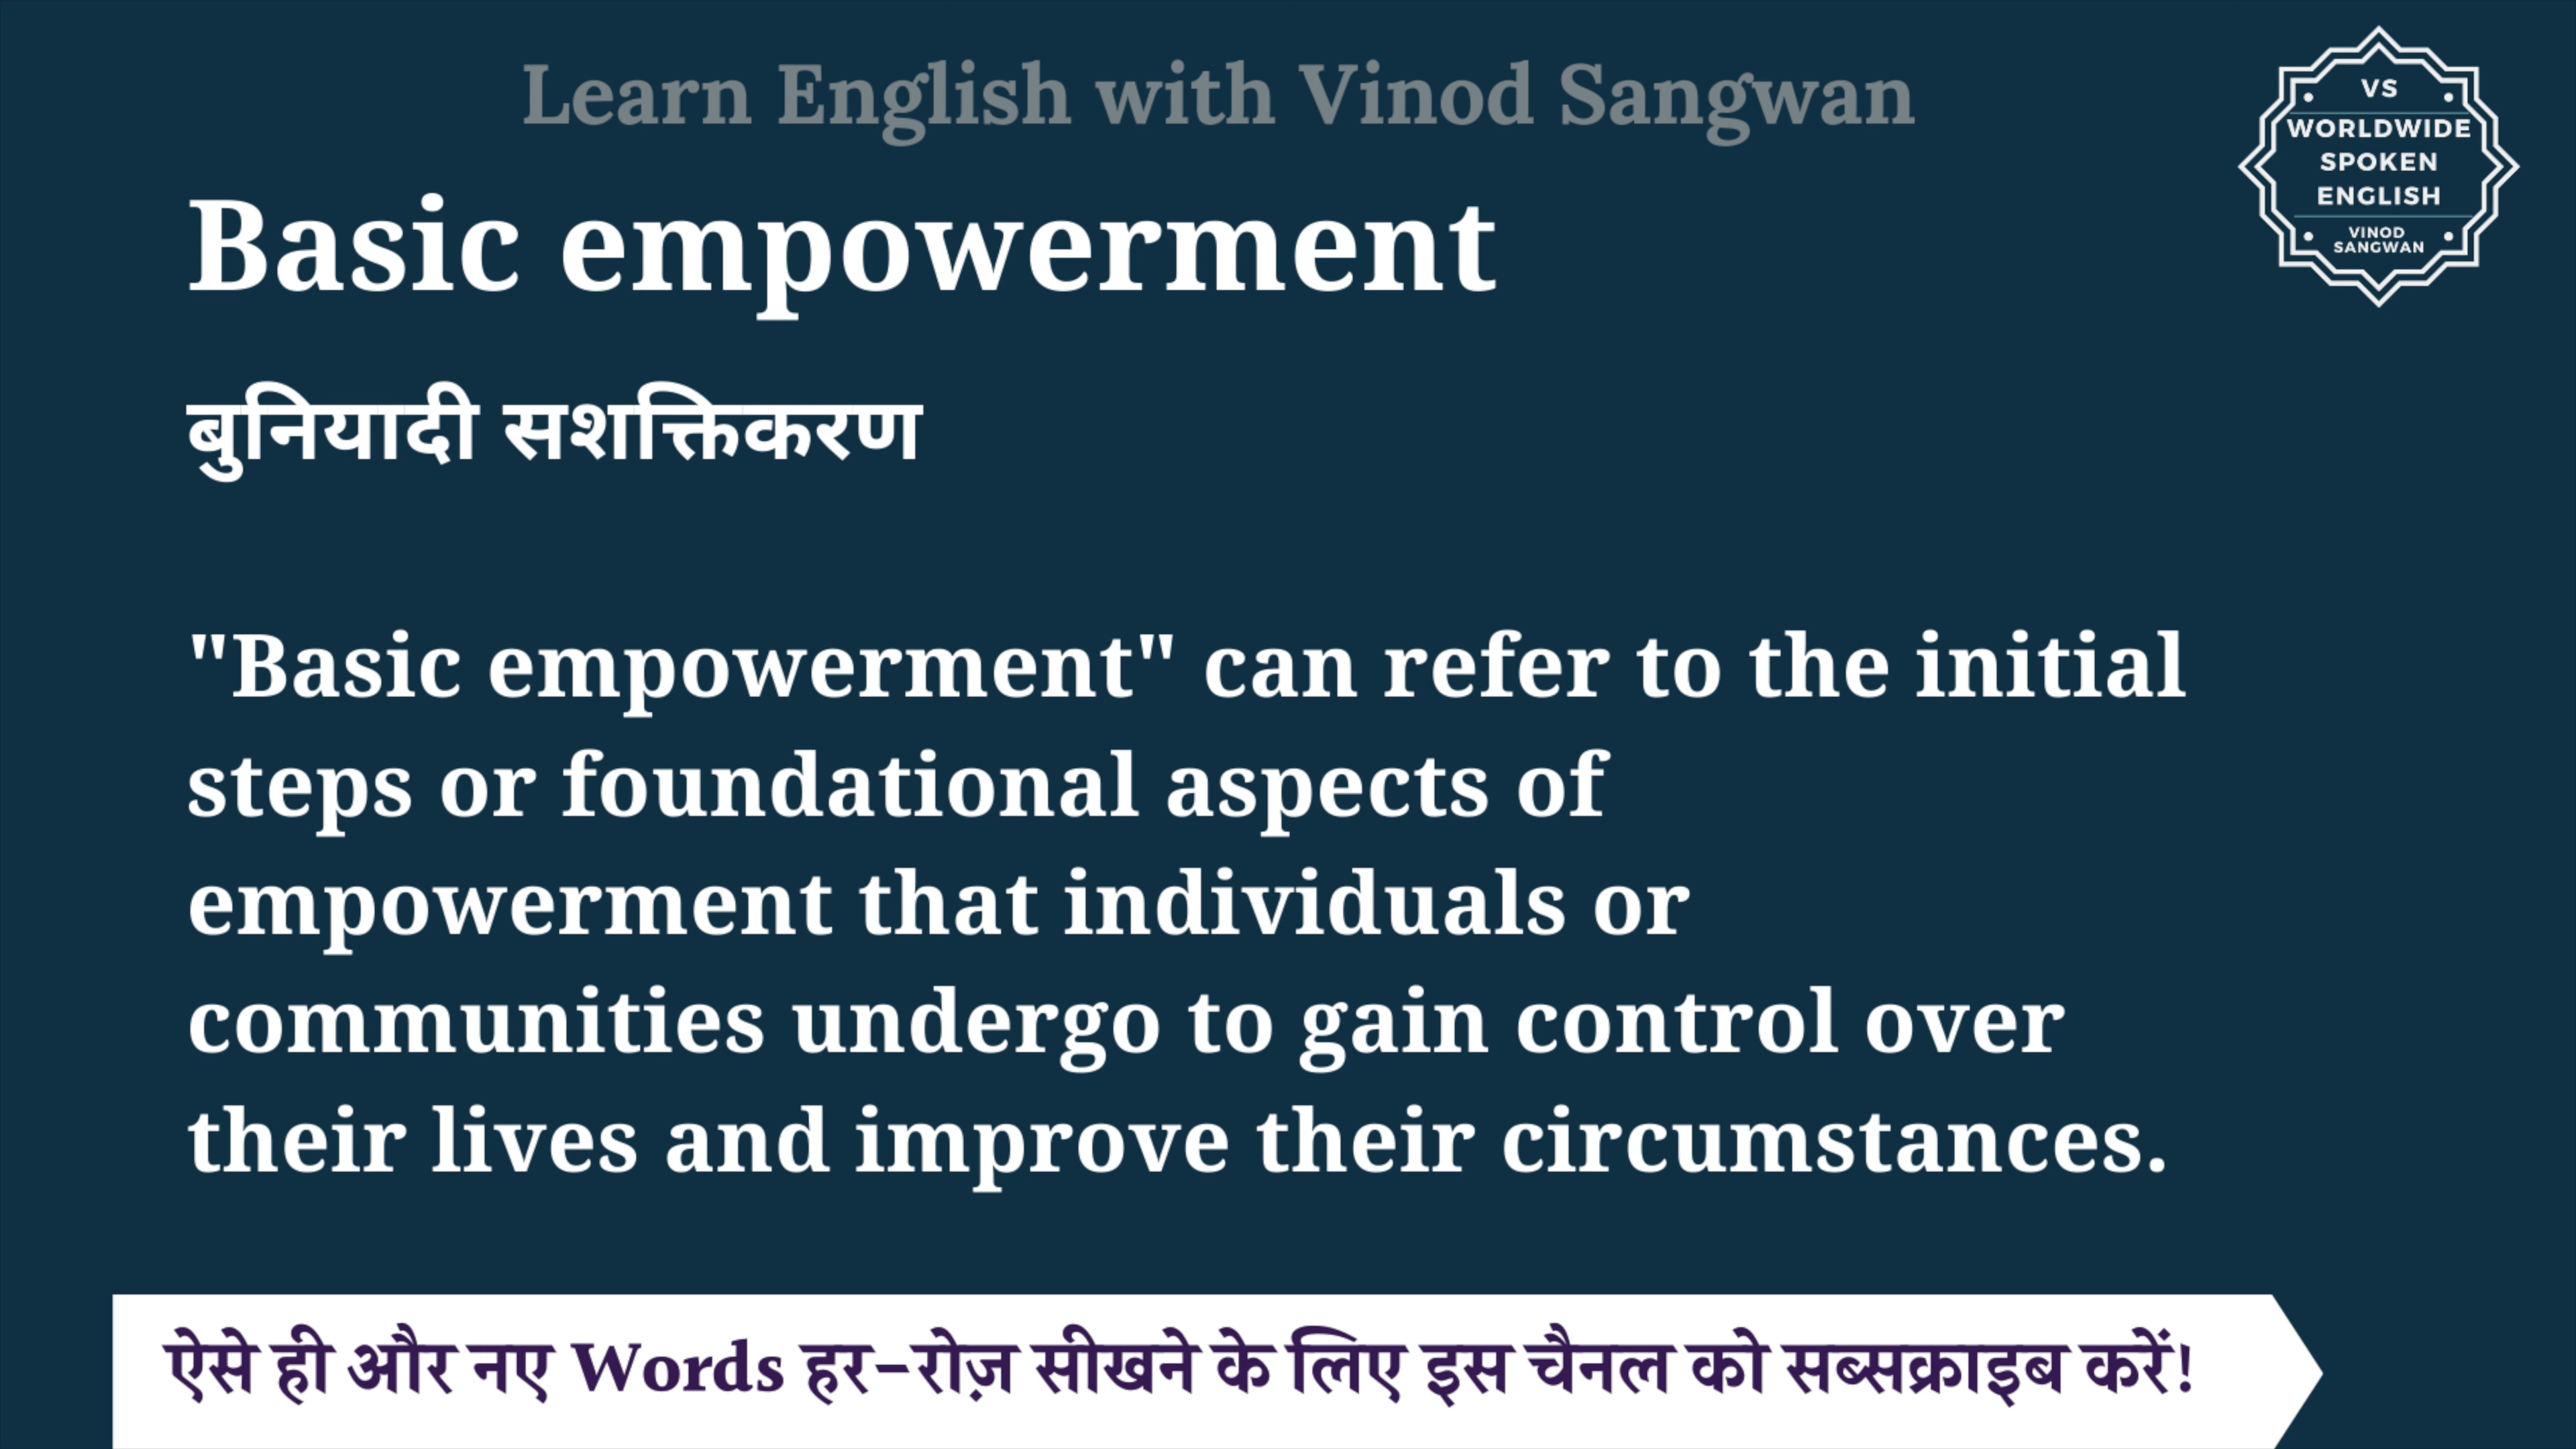 Learn English with Vinod Sangwan
VS
WORLDWIDE
SPOKEN
ENGLISH
VINOD
SANGWAN
Basic empowerment
बुनियादी सशक्तिकरण
"Basic empowerment" can refer to the initial
steps or foundational aspects of
empowerment that individuals or
communities undergo to gain control over
their lives and improve their circumstances.
ऐसे ही और नए Words हर-रोज़ सीखने के लिए इस चैनल को सब्सक्राइब करें!